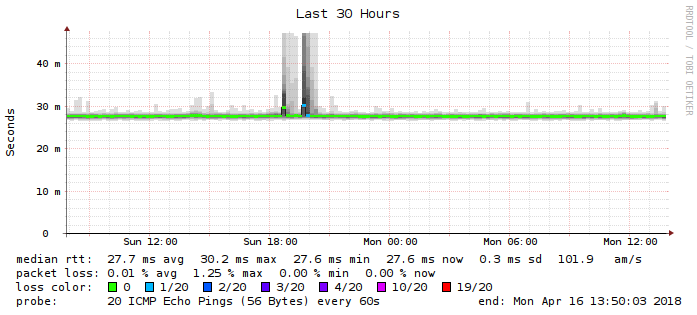 Last 30 Hours
RRDTOOL / TOBI OETIKER
Seconds
40 m
30 m
20 m
10 m
0
Sun 12:00 Sun 18:00 Mon 00:00 Mon 06:00 Mon 12:00
median rtt: 27.7 ms avg 30.2 ms max 27.6 ms min 27.6 ms now 0.3 ms sd 101.9 am/s
packet loss: 0.01 % avg 1.25 % max 0.00 % min 0.00 % now
loss color: 0 1/20 2/20 3/20 4/20 10/20 19/20
probe: 20 ICMP Echo Pings (56 Bytes) every 60s end: Mon Apr 16 13:50:03 2018